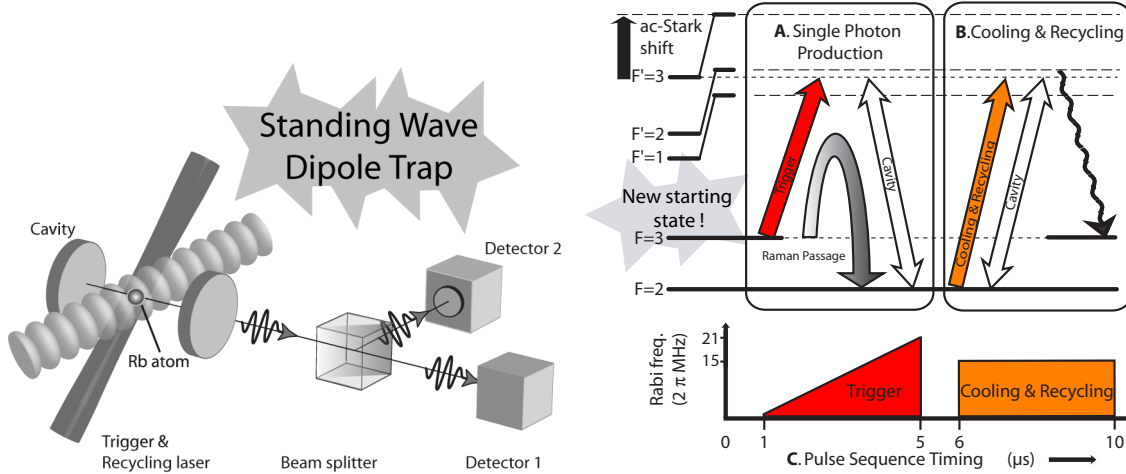 Standing Wave
Dipole Trap
Cavity
Rb atom
Trigger &
Recycling laser
Beam splitter
Detector 2
Detector 1
ac-Stark
shift
F'=3
F'=2
F'=1
New starting
state !
F=3
F=2
A. Single Photon
Production
Trigger
Cavity
Raman Passage
B. Cooling & Recycling
Cooling & Recycling
Cavity
Rabi freq.
(2 π MHz)
21
15
Trigger
Cooling & Recycling
0
1
5
6
10
C. Pulse Sequence Timing
(μs)